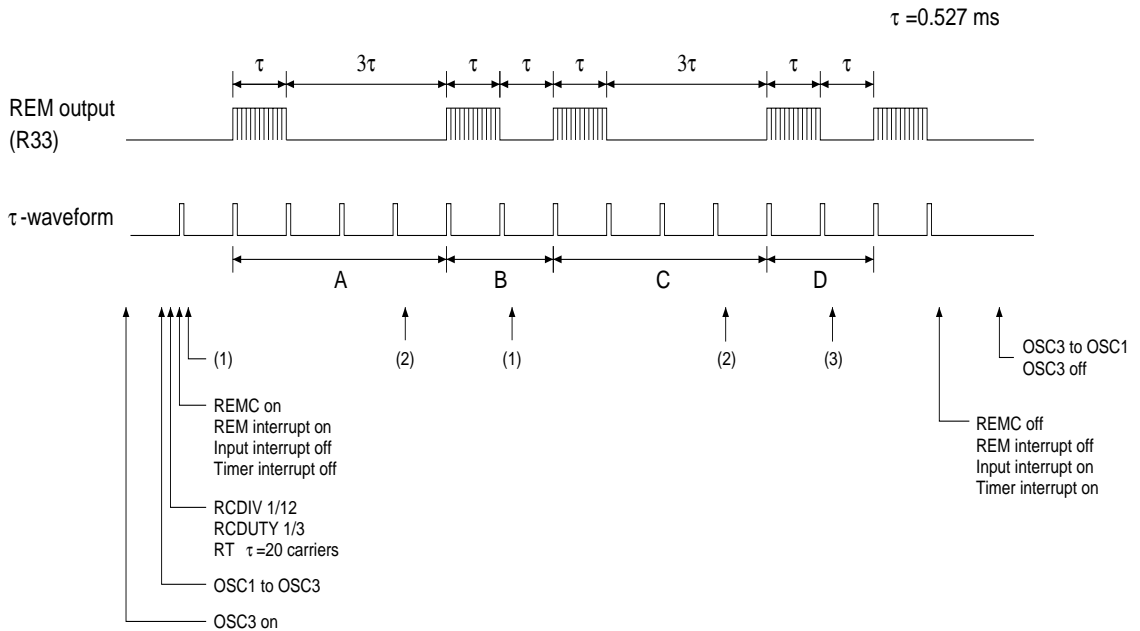 τ =0.527 ms
τ 3τ τ τ τ 3τ τ τ
REM output
(R33)
τ -waveform
A B C D
(1) (2) (1) (2) (3)
OSC3 to OSC1
OSC3 off
REMC on
REM interrupt on
Input interrupt off
Timer interrupt off
REMC off
REM interrupt off
Input interrupt on
Timer interrupt on
RCDIV 1/12
RCDUTY 1/3
RT τ =20 carriers
OSC1 to OSC3
OSC3 on